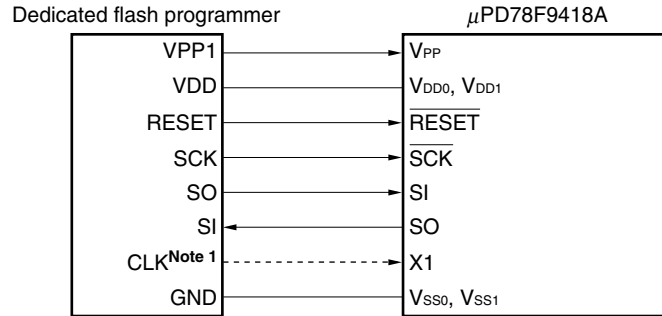 Dedicated flash programmer μPD78F9418A
VPP1 VPP
VDD VDD0, VDD1
RESET RESET
SCK SCK
SO SI
SI SO
CLKNote 1 X1
GND VSS0, VSS1